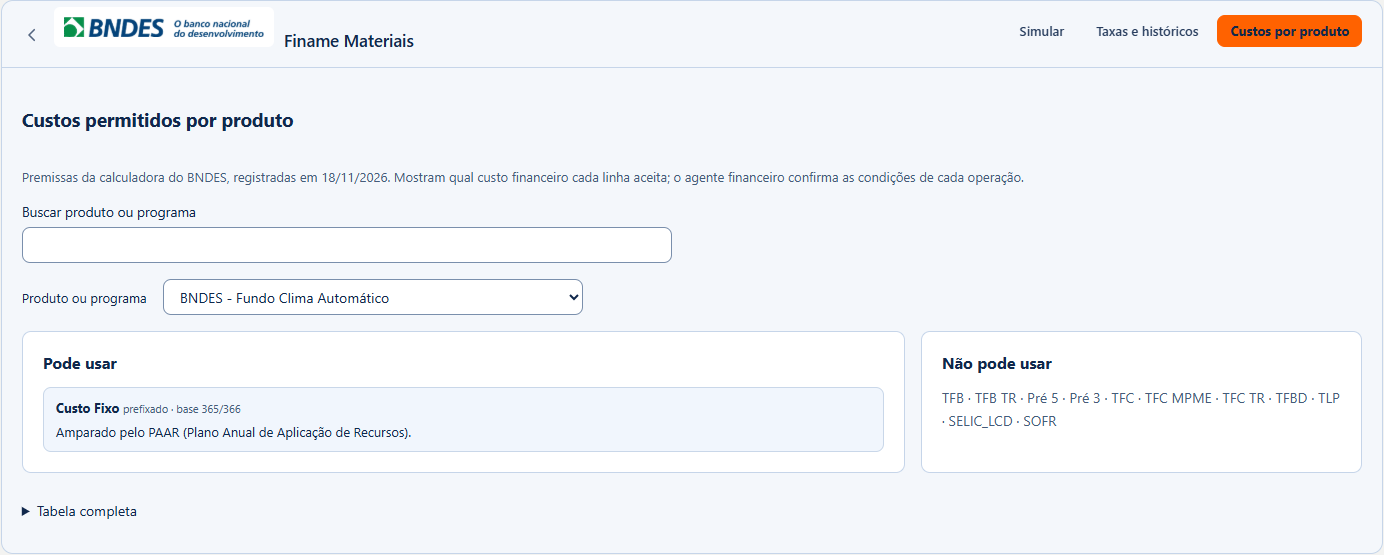 BNDES
O banco nacional
do desenvolvimento
Finame Materiais
Simular
Taxas e históricos
Custos por produto
Custos permitidos por produto
Premissas da calculadora do BNDES, registradas em 18/11/2026. Mostram qual custo financeiro cada linha aceita; o agente financeiro confirma as condições de cada operação.
Buscar produto ou programa
Produto ou programa
BNDES - Fundo Clima Automático
Pode usar
Custo Fixo prefixado · base 365/366
Amparado pelo PAAR (Plano Anual de Aplicação de Recursos).
Não pode usar
TFB · TFB TR · Pré 5 · Pré 3 · TFC · TFC MPME · TFC TR · TFBD · TLP
· SELIC_LCD · SOFR
Tabela completa